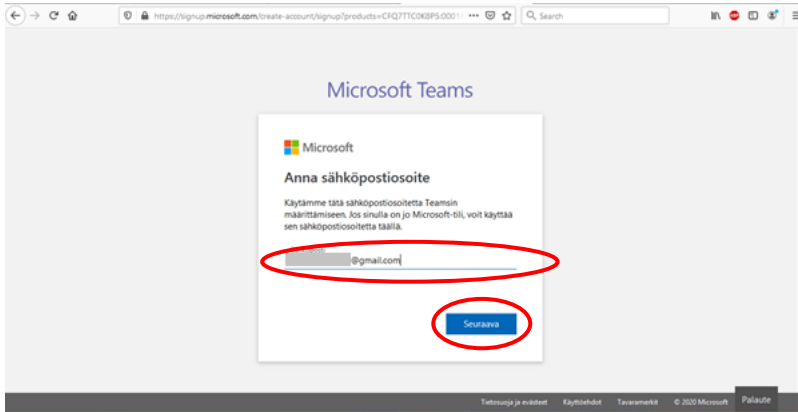 https://signup.microsoft.com/create-account/signup?products=CFQ7TTC0K8P5:0001
Search
Microsoft Teams
Microsoft
Anna sähköpostiosoite
Käytämme tätä sähköpostiosoitetta Teamsin
määrittämiseen. Jos sinulla on jo Microsoft-tili, voit käyttää
sen sähköpostiosoitetta täällä.
@gmail.com
Seuraava
Tietosuoja ja evästeet Käyttöehdot Tavaramerkit © 2020 Microsoft Palaute